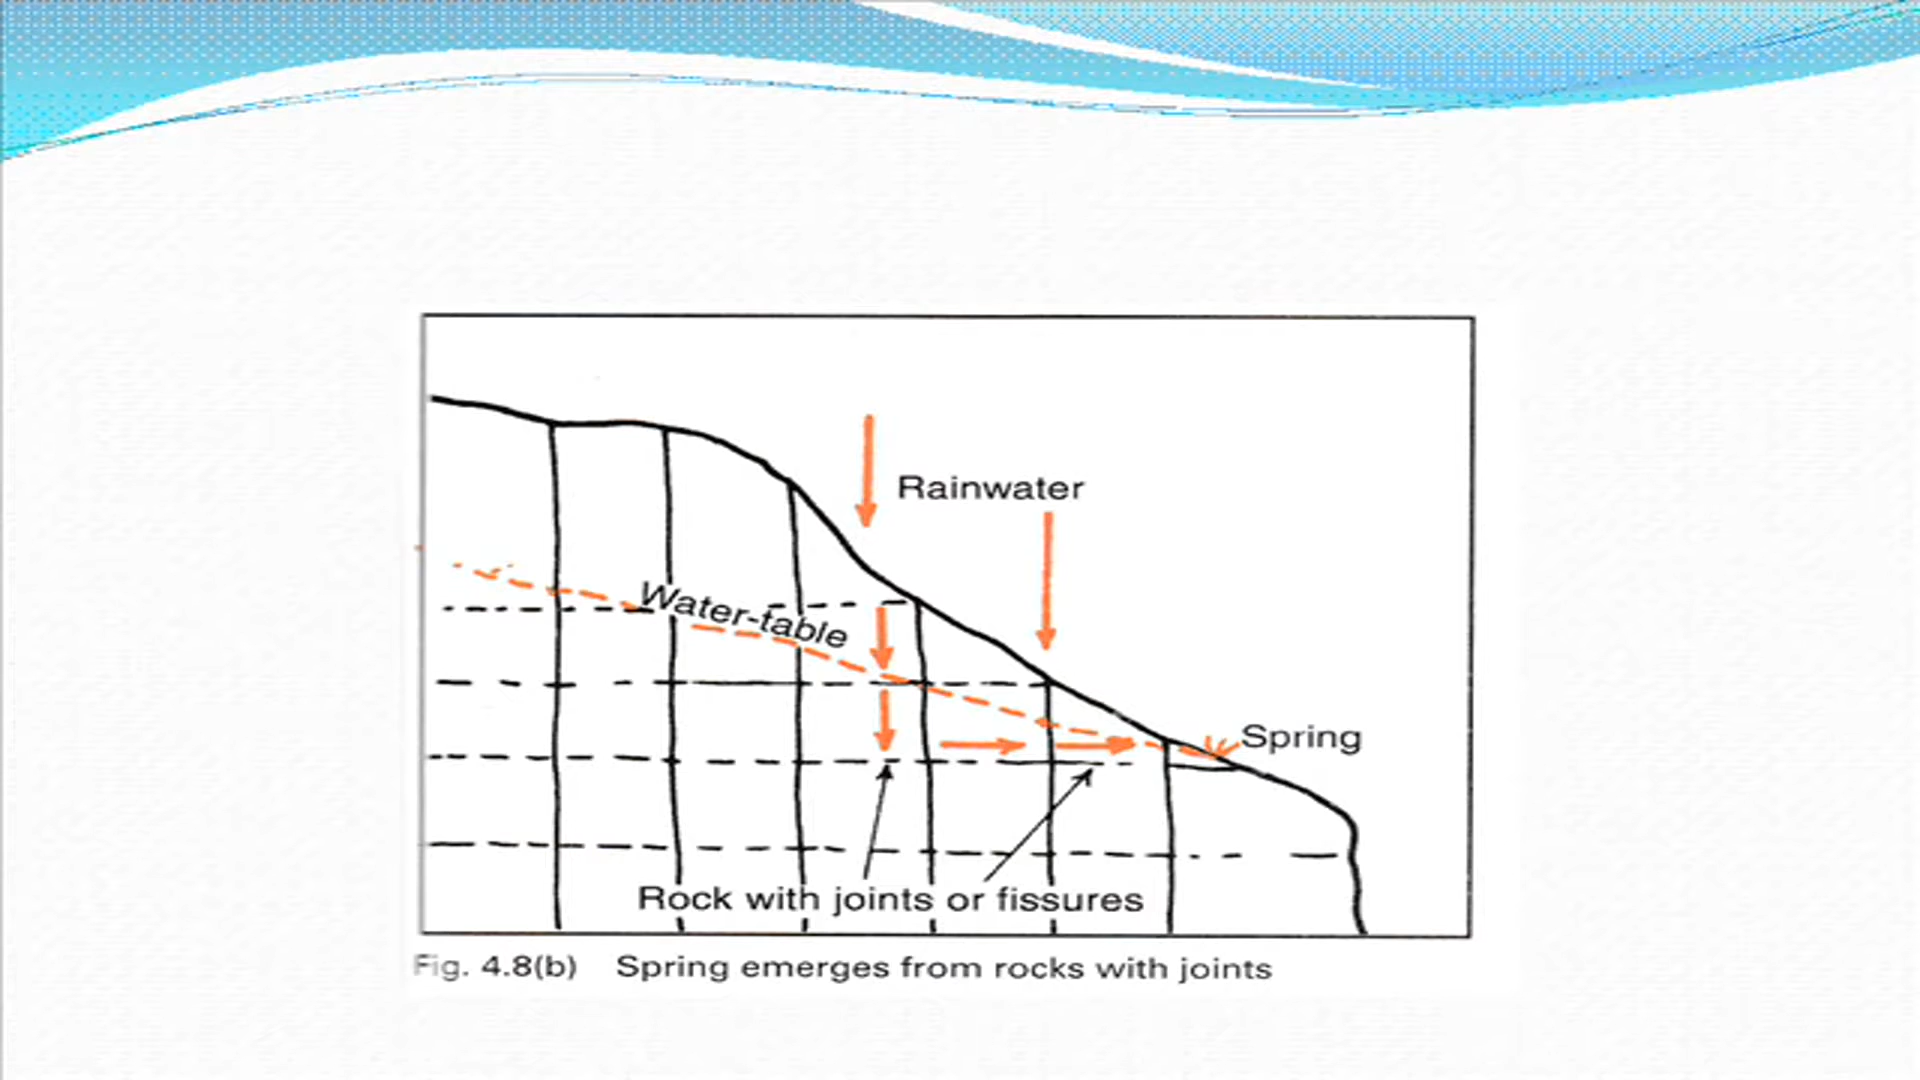 Rainwater
Water-table
Spring
Rock with joints or fissures
Fig. 4.8(b) Spring emerges from rocks with joints